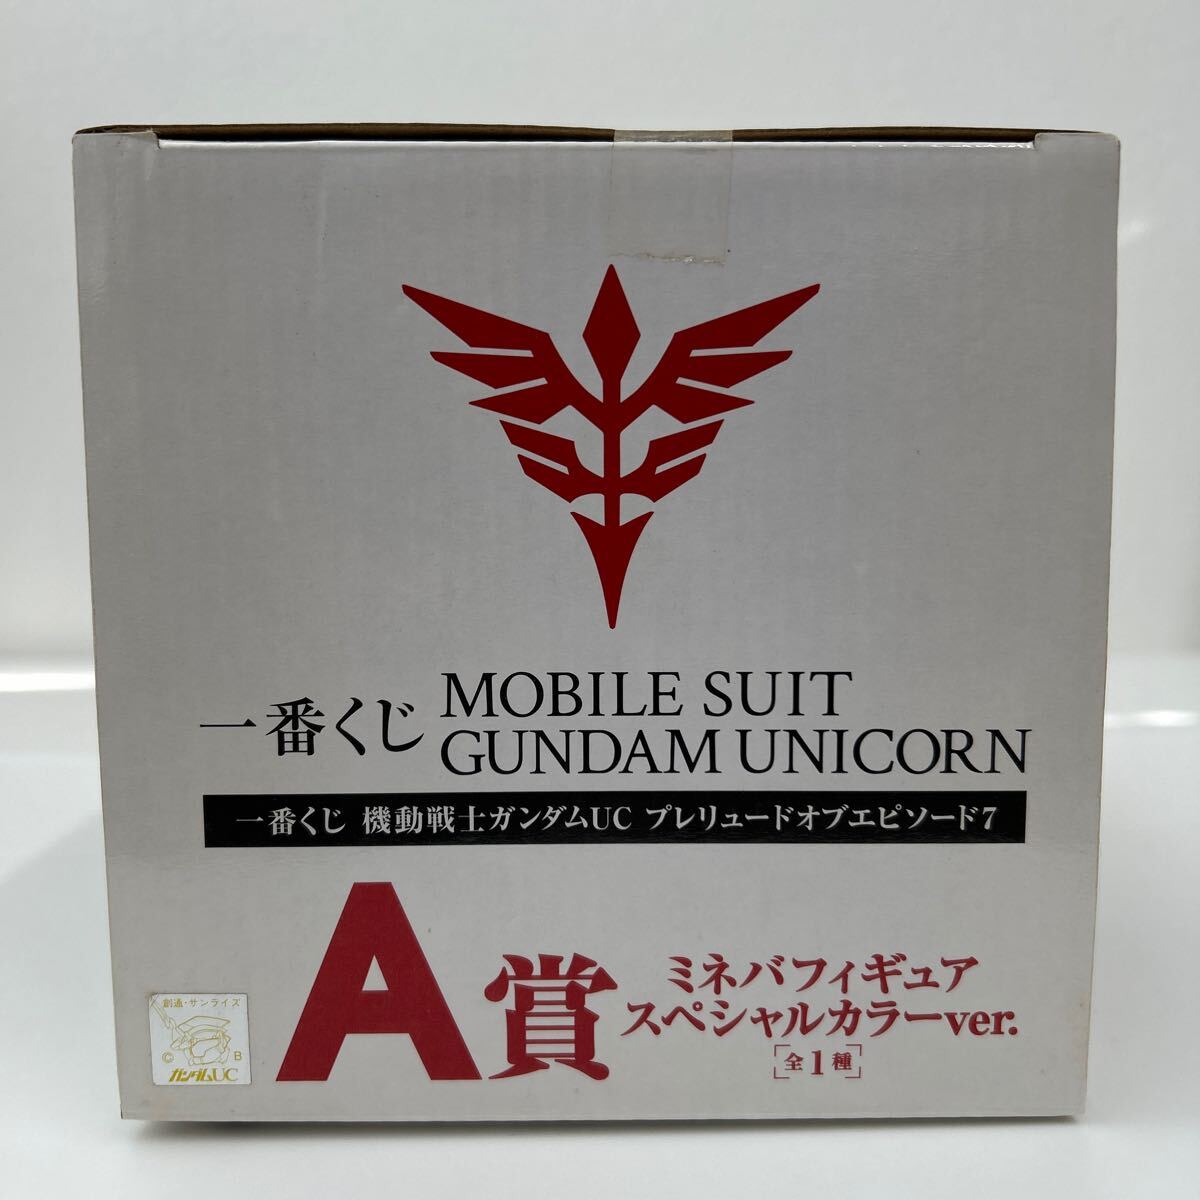 一番くじ
MOBILE SUIT
GUNDAM UNICORN
一番くじ 機動戦士ガンダムUC プレリュードオブエピソード7
A賞
ミネバフィギュア
スペシャルカラーver.
[全1種]
創通・サンライズ
© B
ガンダムUC